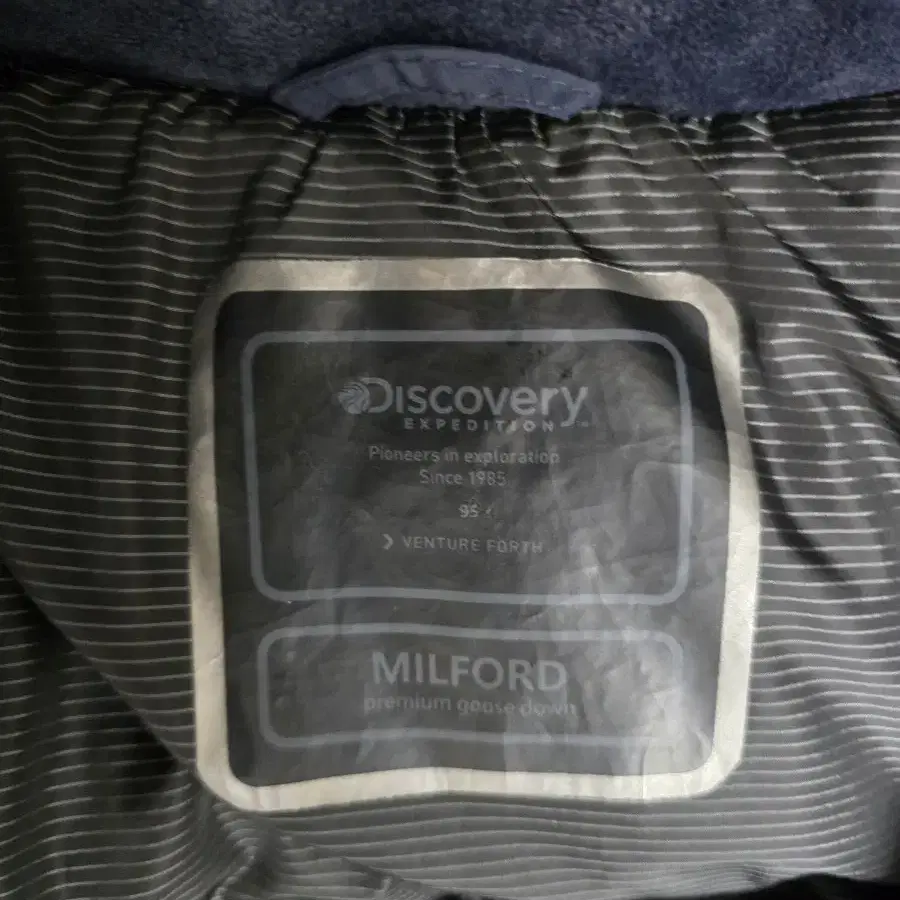 Discovery
EXPEDITION
Pioneers in exploration
Since 1985
95
VENTURE FORTH
MILFORD
premium goose down